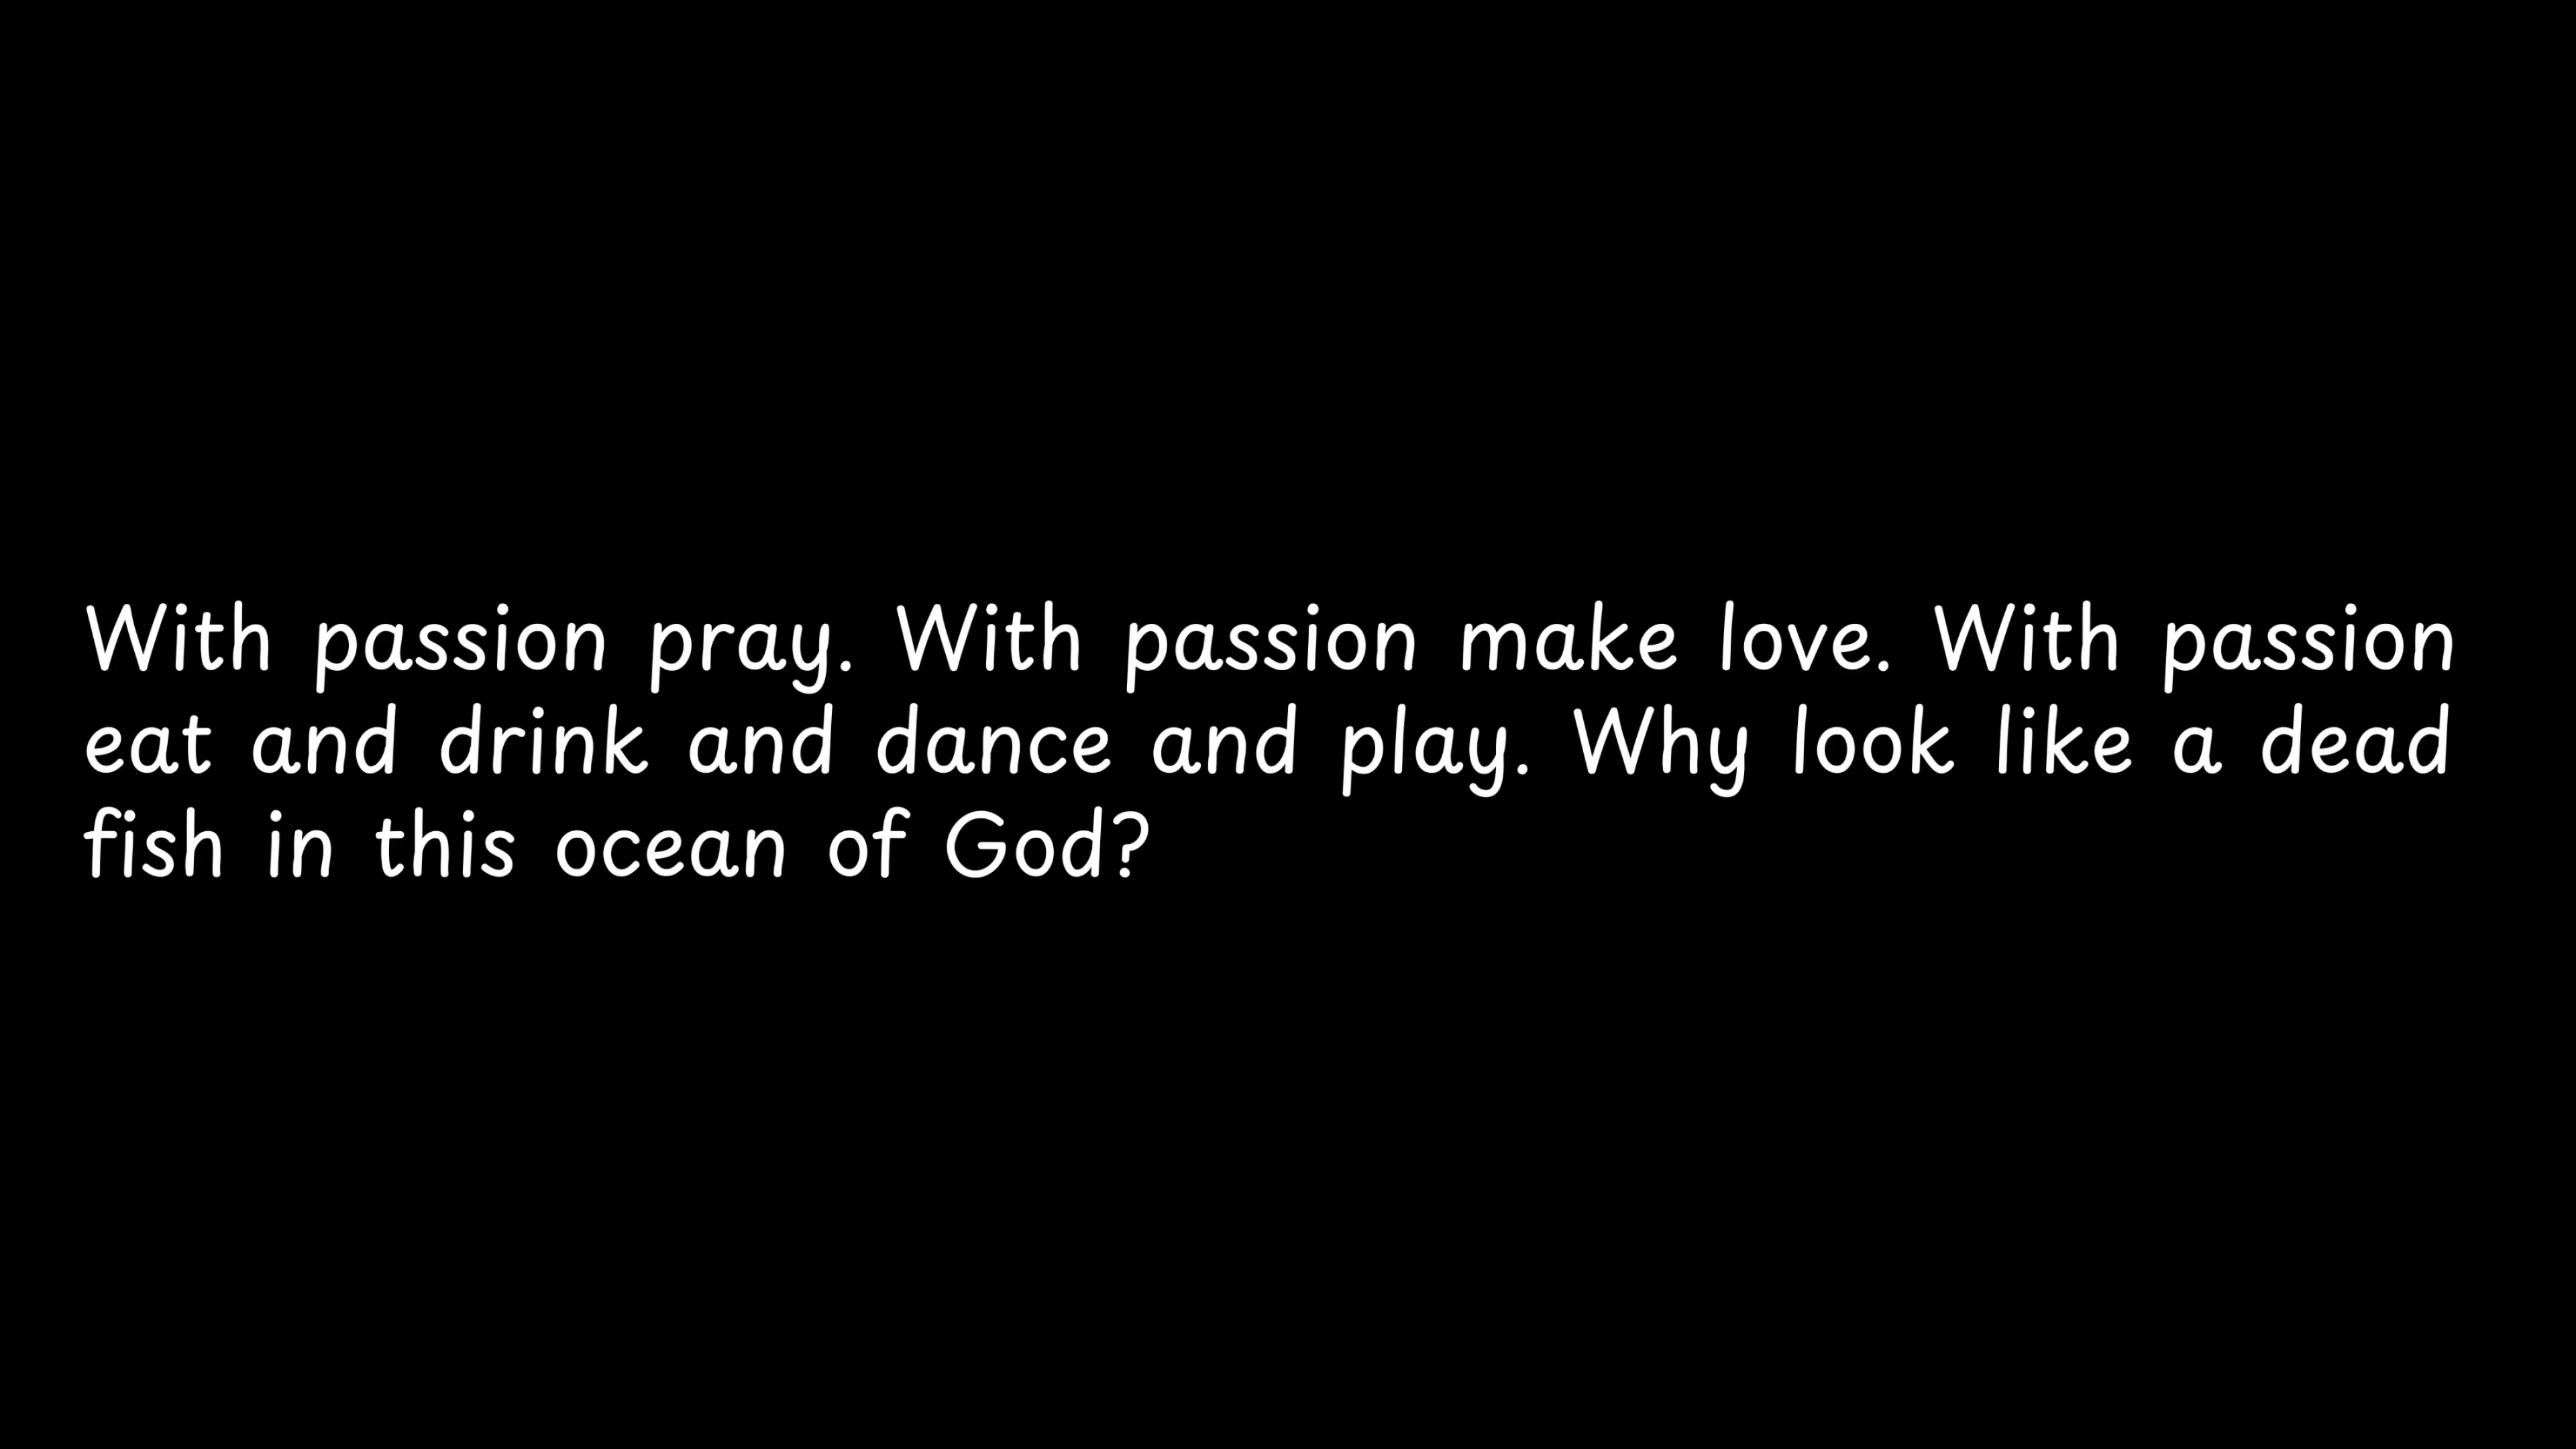 With passion pray. With passion make love. With passion
eat and drink and dance and play. Why look like a dead
fish in this ocean of God?